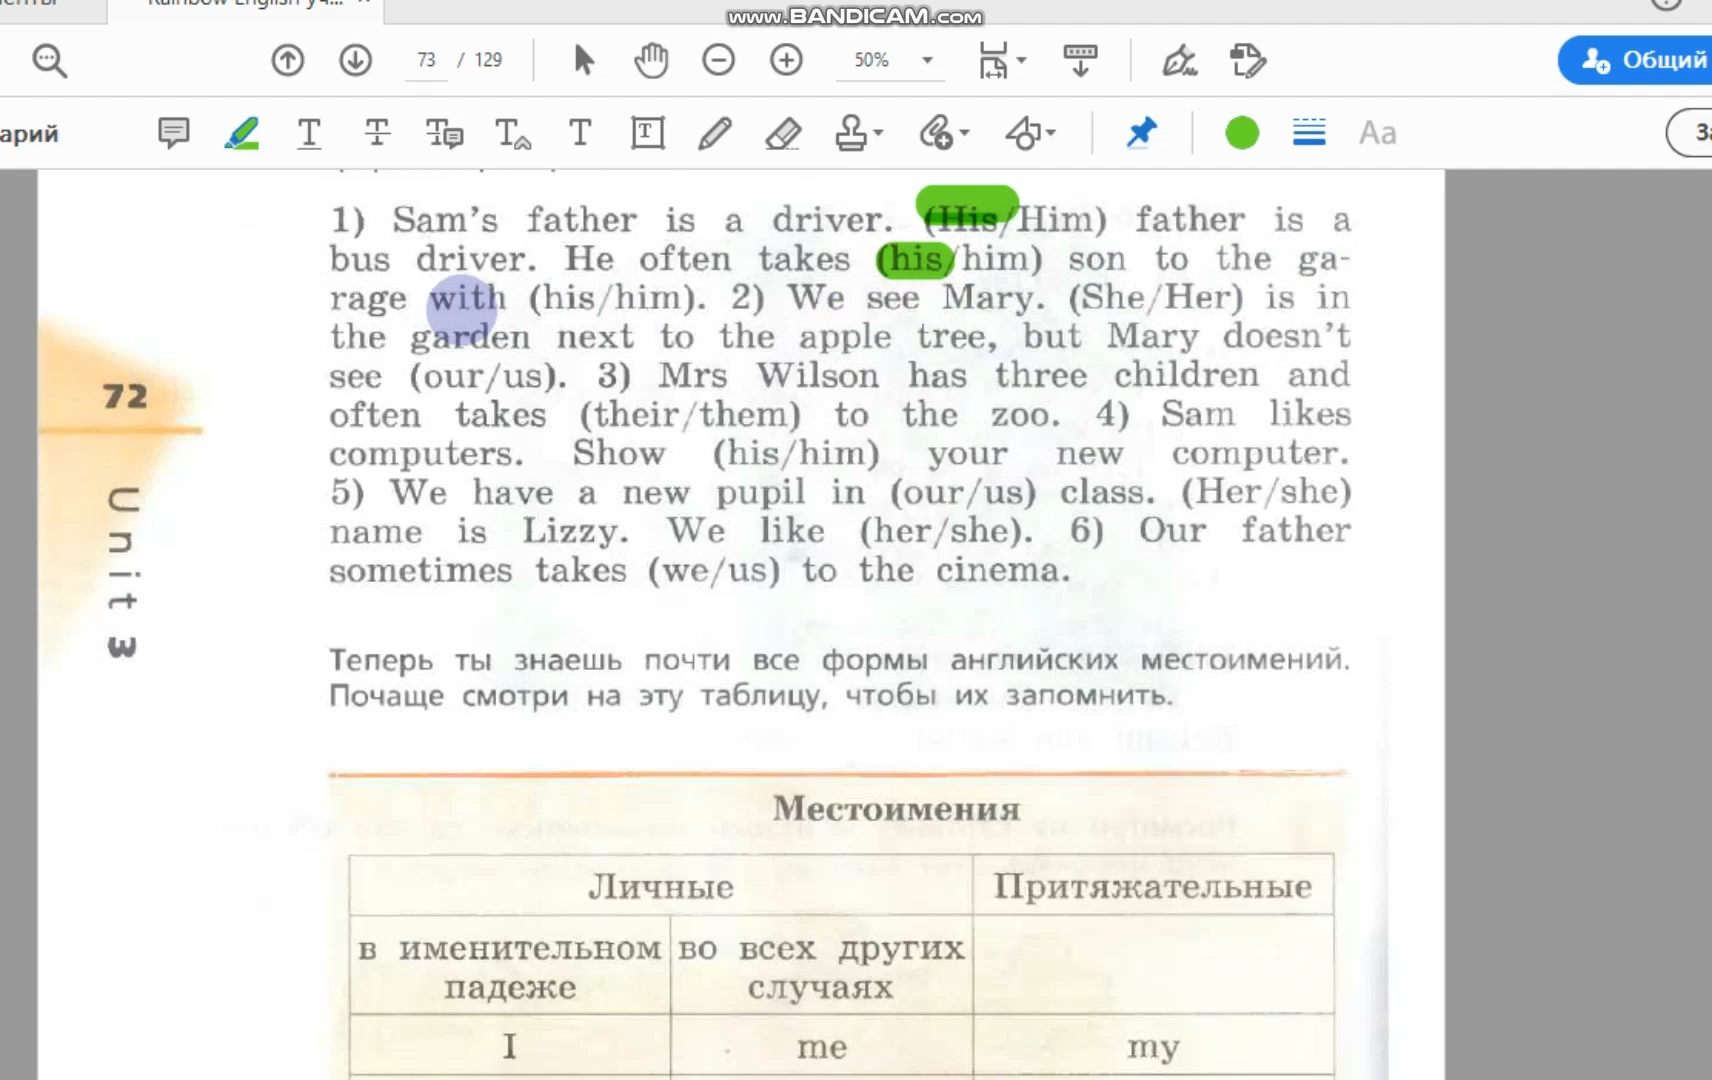 www.BANDICAM.com
73 / 129
50%
Общий
арий
Aa
1) Sam's father is a driver. (His/Him) father is a
bus driver. He often takes (his/him) son to the ga-
rage with (his/him). 2) We see Mary. (She/Her) is in
the garden next to the apple tree, but Mary doesn't
see (our/us). 3) Mrs Wilson has three children and
often takes (their/them) to the zoo. 4) Sam likes
computers. Show (his/him) your new computer.
5) We have a new pupil in (our/us) class. (Her/she)
name is Lizzy. We like (her/she). 6) Our father
sometimes takes (we/us) to the cinema.
72
Unit 3
Теперь ты знаешь почти все формы английских местоимений.
Почаще смотри на эту таблицу, чтобы их запомнить.
Местоимения
Личные Притяжательные
в именительном падеже во всех других случаях
I me my